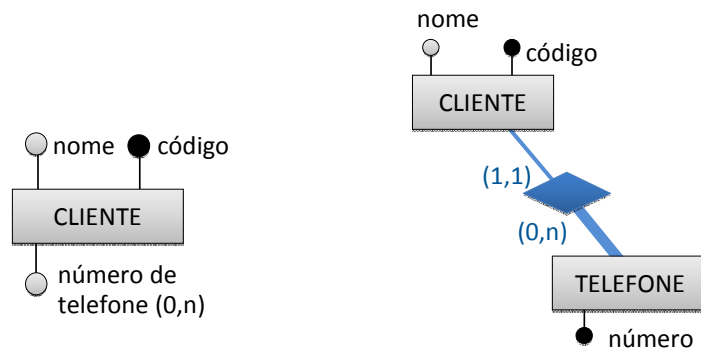 nome código
CLIENTE
número de
telefone (0,n)
nome
código
CLIENTE
(1,1)
(0,n)
TELEFONE
número